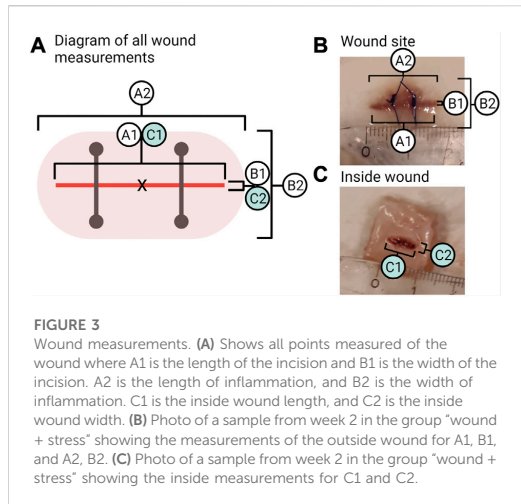 A Diagram of all wound
measurements
A2
A1 C1
X
B1
C2
B2
B Wound site
A2
B1 B2
A1
0 1
C Inside wound
C1
C2
0 1
FIGURE 3
Wound measurements. (A) Shows all points measured of the
wound where A1 is the length of the incision and B1 is the width of the
incision. A2 is the length of inflammation, and B2 is the width of
inflammation. C1 is the inside wound length, and C2 is the inside
wound width. (B) Photo of a sample from week 2 in the group “wound
+ stress” showing the measurements of the outside wound for A1, B1,
and A2, B2. (C) Photo of a sample from week 2 in the group “wound +
stress” showing the inside measurements for C1 and C2.